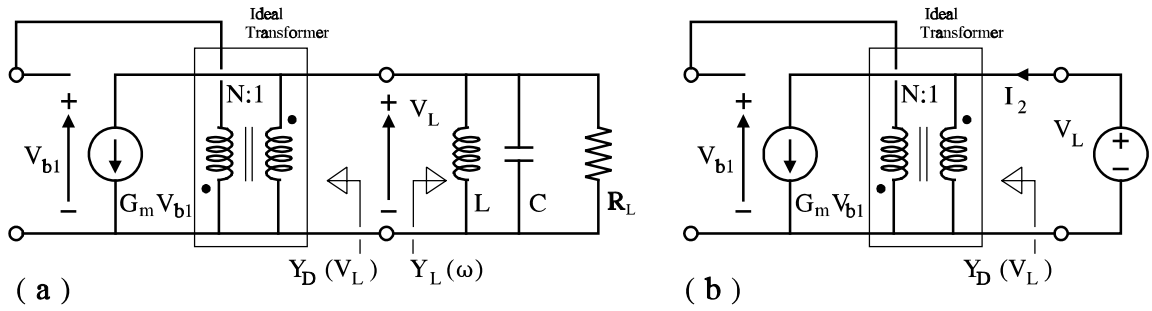 Ideal
Transformer
N:1
+
V_b1
−
G_m V_b1
+
V_L
−
L
C
R_L
Y_D (V_L)
Y_L (ω)
( a )
Ideal
Transformer
N:1
I_2
+
V_b1
−
G_m V_b1
V_L
+
−
Y_D (V_L)
( b )